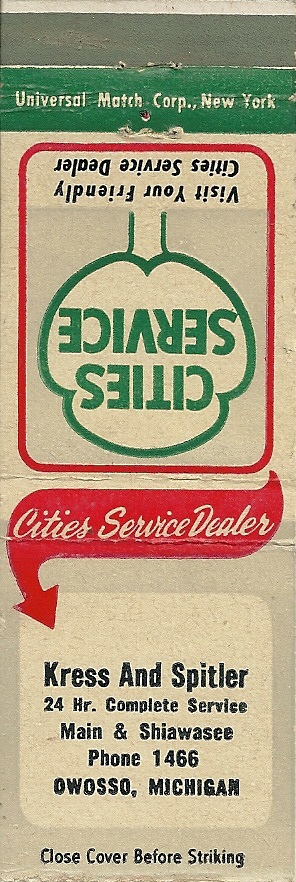 Universal Match Corp., New York
Visit Your Friendly
Cities Service Dealer
CITIES
SERVICE
Cities Service Dealer
Kress And Spitler
24 Hr. Complete Service
Main & Shiawasee
Phone 1466
OWOSSO, MICHIGAN
Close Cover Before Striking